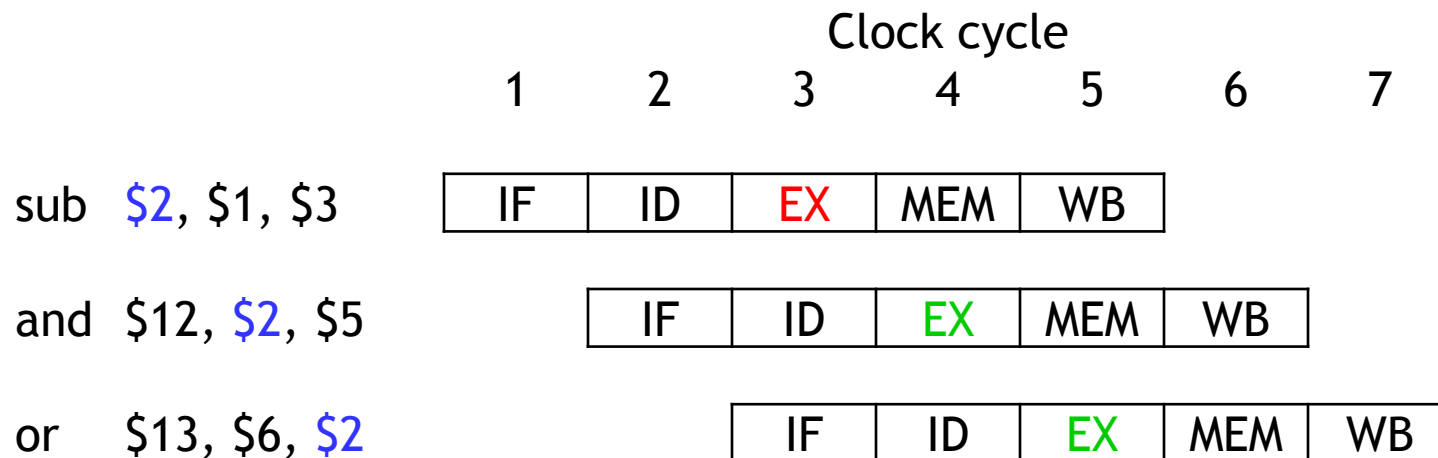 Clock cycle
1 2 3 4 5 6 7
sub $2, $1, $3 IF ID EX MEM WB
and $12, $2, $5 IF ID EX MEM WB
or $13, $6, $2 IF ID EX MEM WB